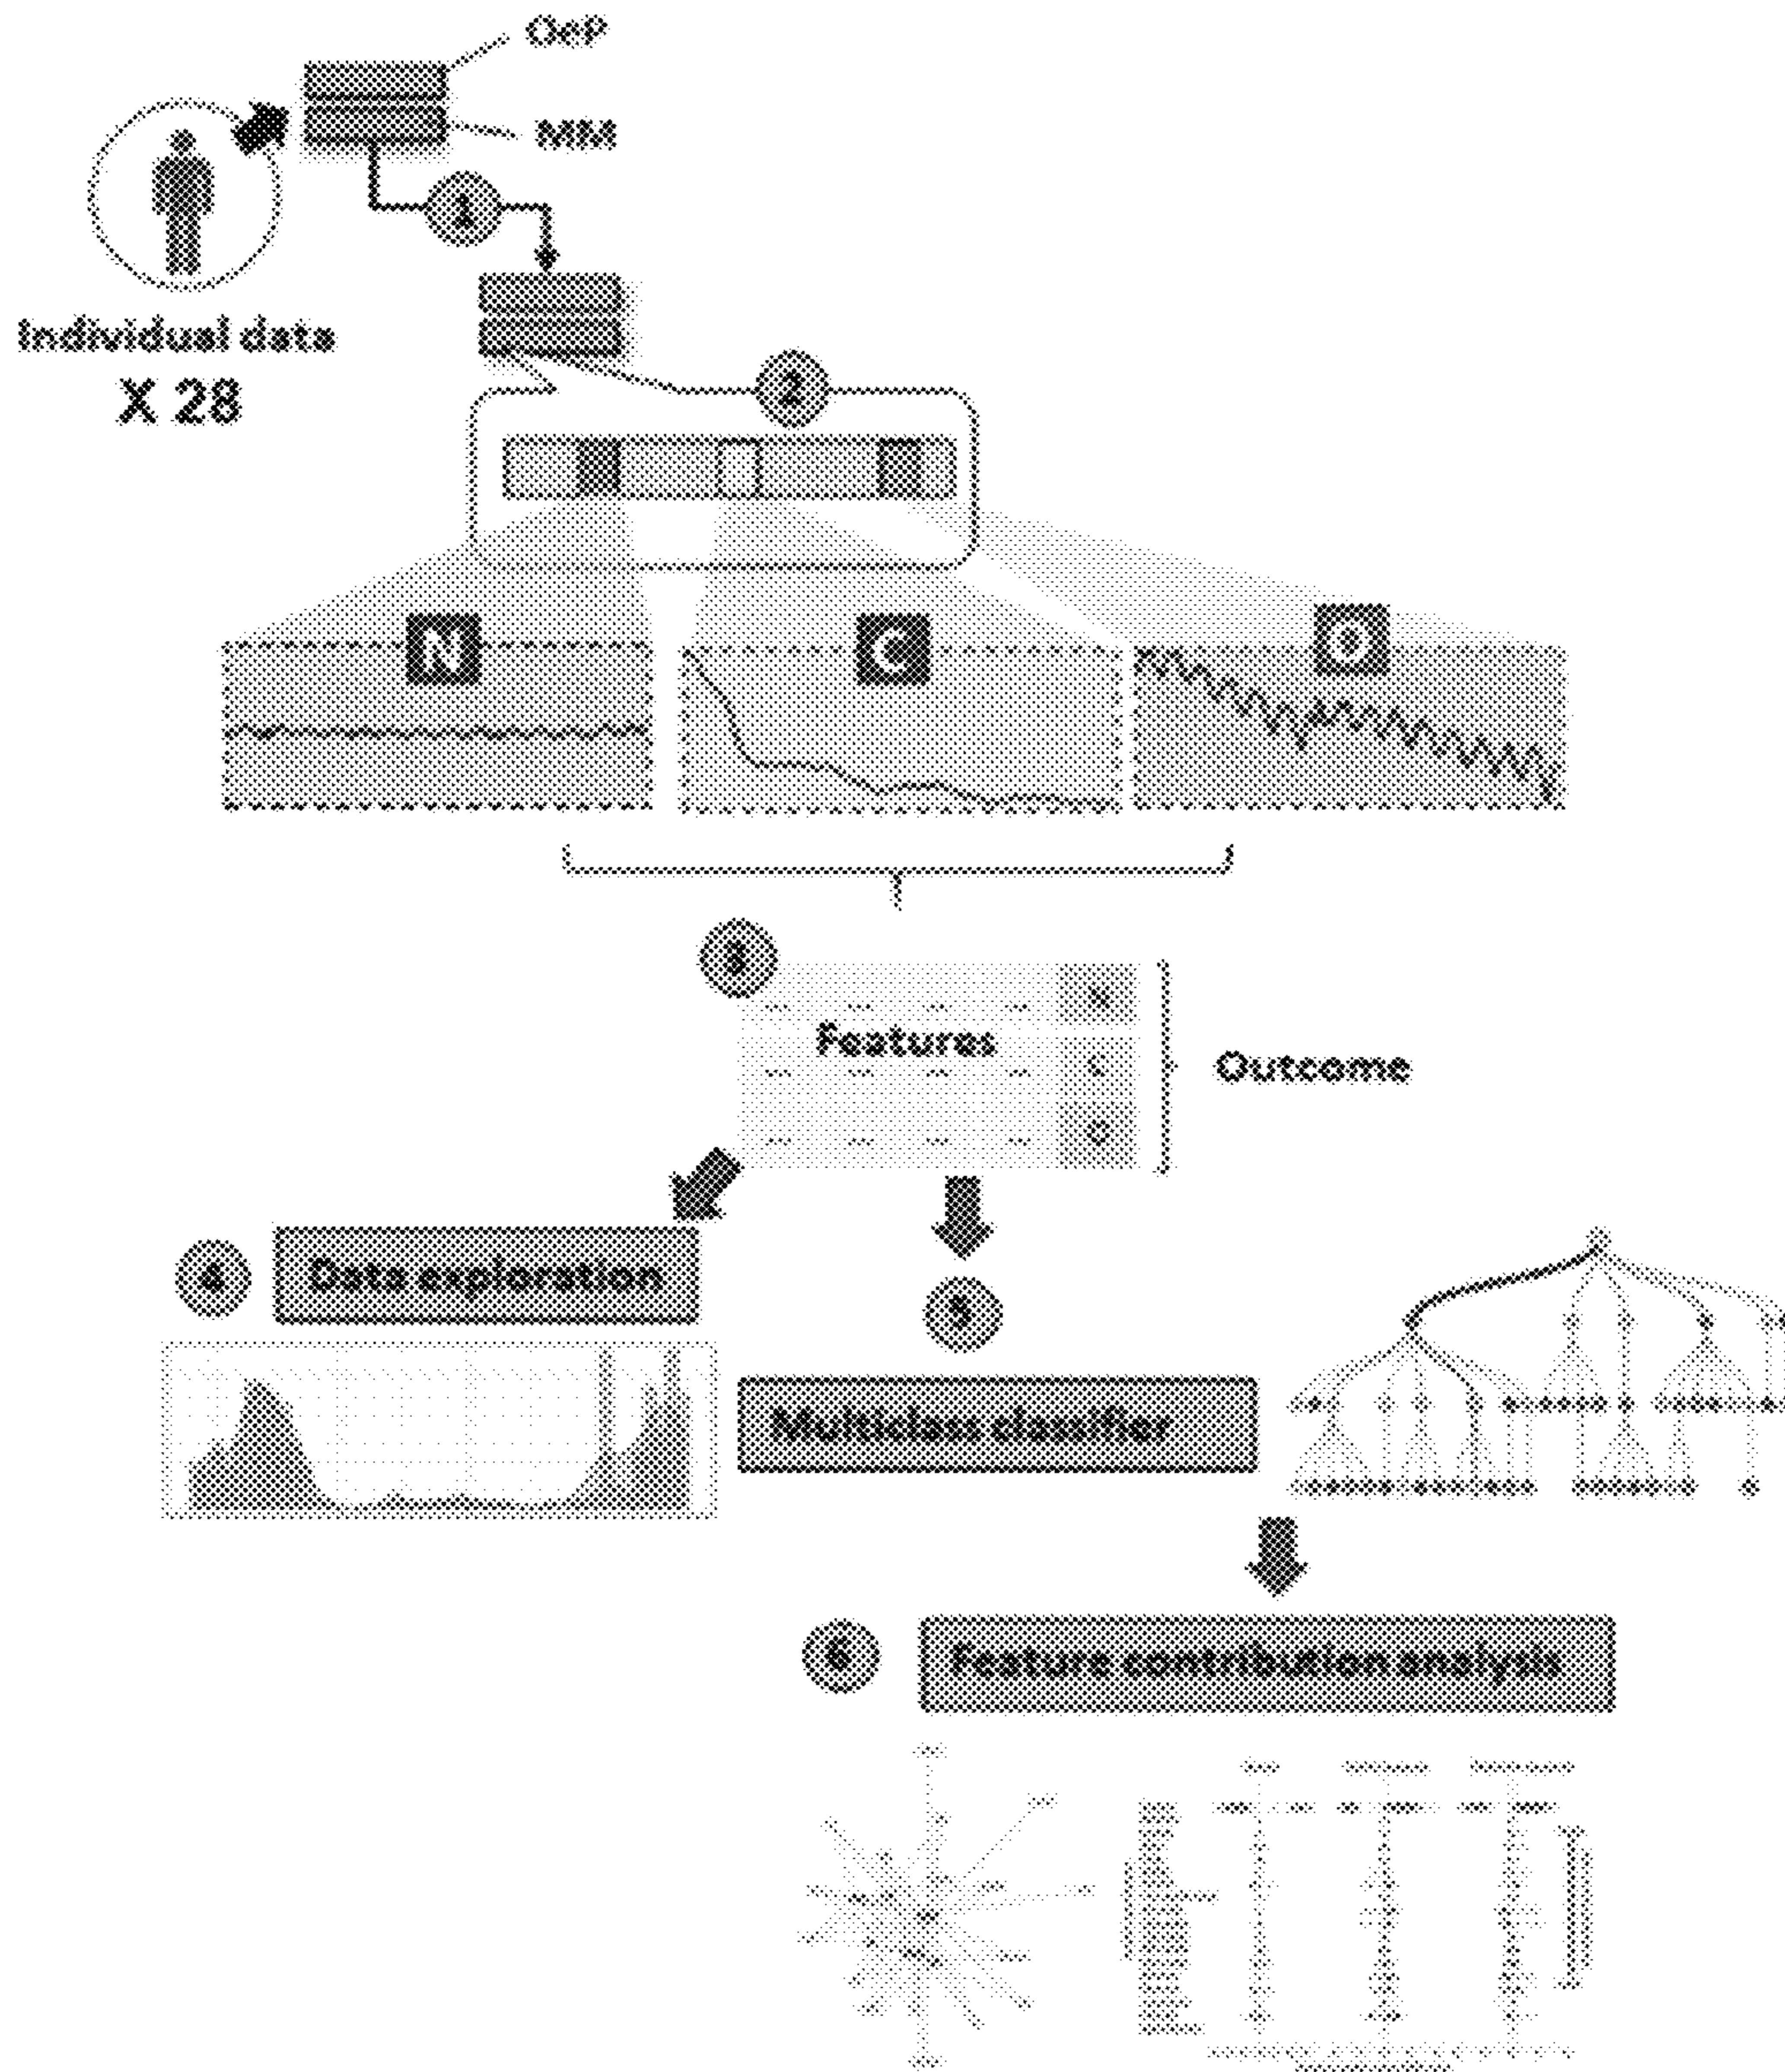 OeP
MM
1
Individual data
X 28
2
N
C
O
3
Features
N
C
O
Outcome
4
Data exploration
5
Multiclass classifier
6
Feature contribution analysis